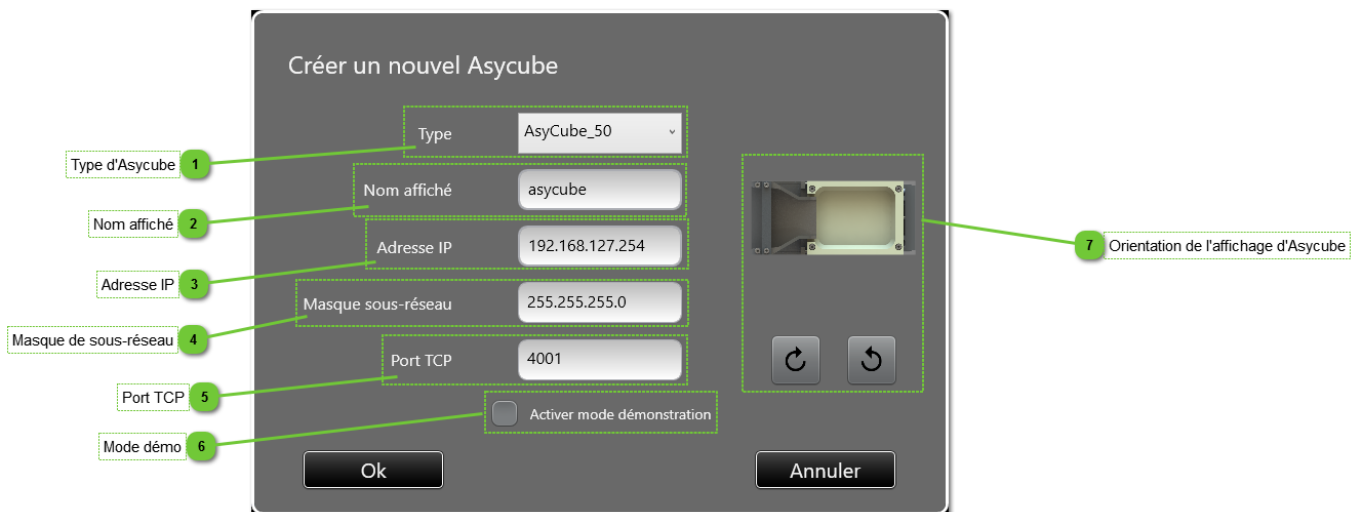 Créer un nouvel Asycube
Type
AsyCube_50
Type d'Asycube 1
Nom affiché
asycube
Nom affiché 2
Adresse IP
192.168.127.254
7 Orientation de l'affichage d'Asycube
Adresse IP 3
Masque sous-réseau
255.255.255.0
Masque de sous-réseau 4
Port TCP
4001
Port TCP 5
Activer mode démonstration
Mode démo 6
Ok
Annuler